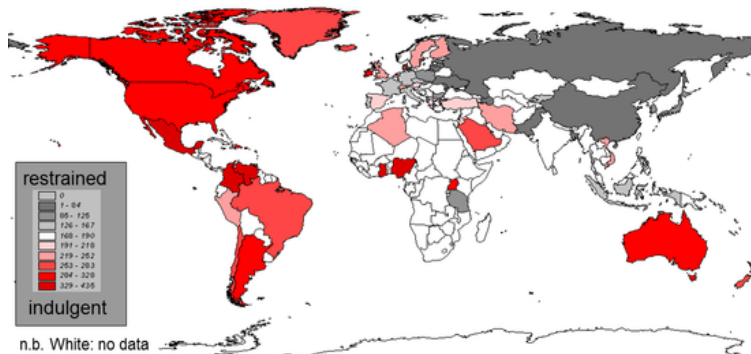 restrained
0
1 - 84
85 - 125
126 - 167
168 - 190
191 - 218
219 - 252
253 - 283
284 - 328
329 - 435
indulgent
n.b. White: no data